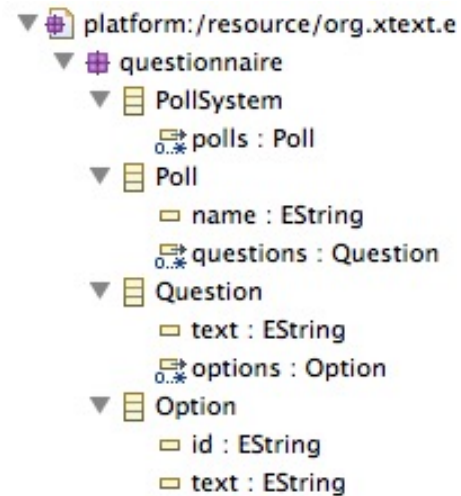 platform:/resource/org.xtext.e
questionnaire
PollSystem
0..* polls : Poll
Poll
name : EString
0..* questions : Question
Question
text : EString
0..* options : Option
Option
id : EString
text : EString